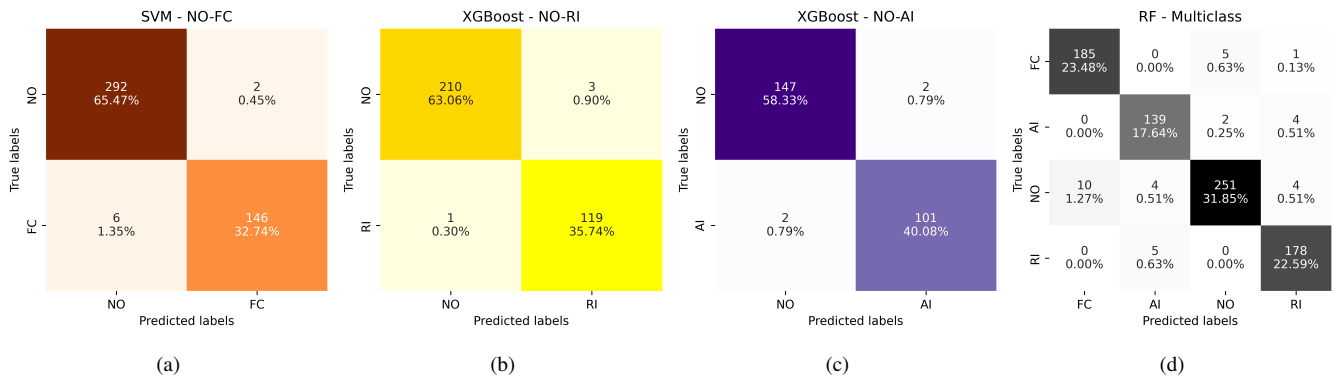 SVM - NO-FC
292
65.47%
2
0.45%
6
1.35%
146
32.74%
NO
FC
True labels
NO
FC
Predicted labels
(a)
XGBoost - NO-RI
210
63.06%
3
0.90%
1
0.30%
119
35.74%
NO
RI
True labels
NO
RI
Predicted labels
(b)
XGBoost - NO-AI
147
58.33%
2
0.79%
2
0.79%
101
40.08%
NO
AI
True labels
NO
AI
Predicted labels
(c)
RF - Multiclass
185
23.48%
0
0.00%
5
0.63%
1
0.13%
0
0.00%
139
17.64%
2
0.25%
4
0.51%
10
1.27%
4
0.51%
251
31.85%
4
0.51%
0
0.00%
5
0.63%
0
0.00%
178
22.59%
FC
AI
NO
RI
True labels
FC
AI
NO
RI
Predicted labels
(d)